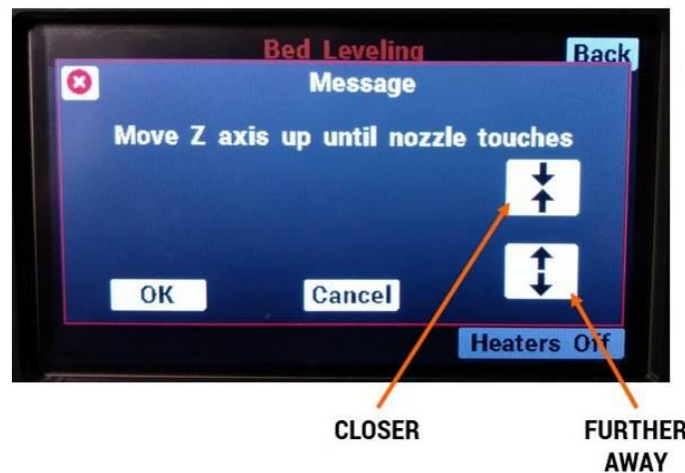 Bed Leveling
Back
Message
Move Z axis up until nozzle touches
OK
Cancel
Heaters Off
CLOSER
FURTHER
AWAY